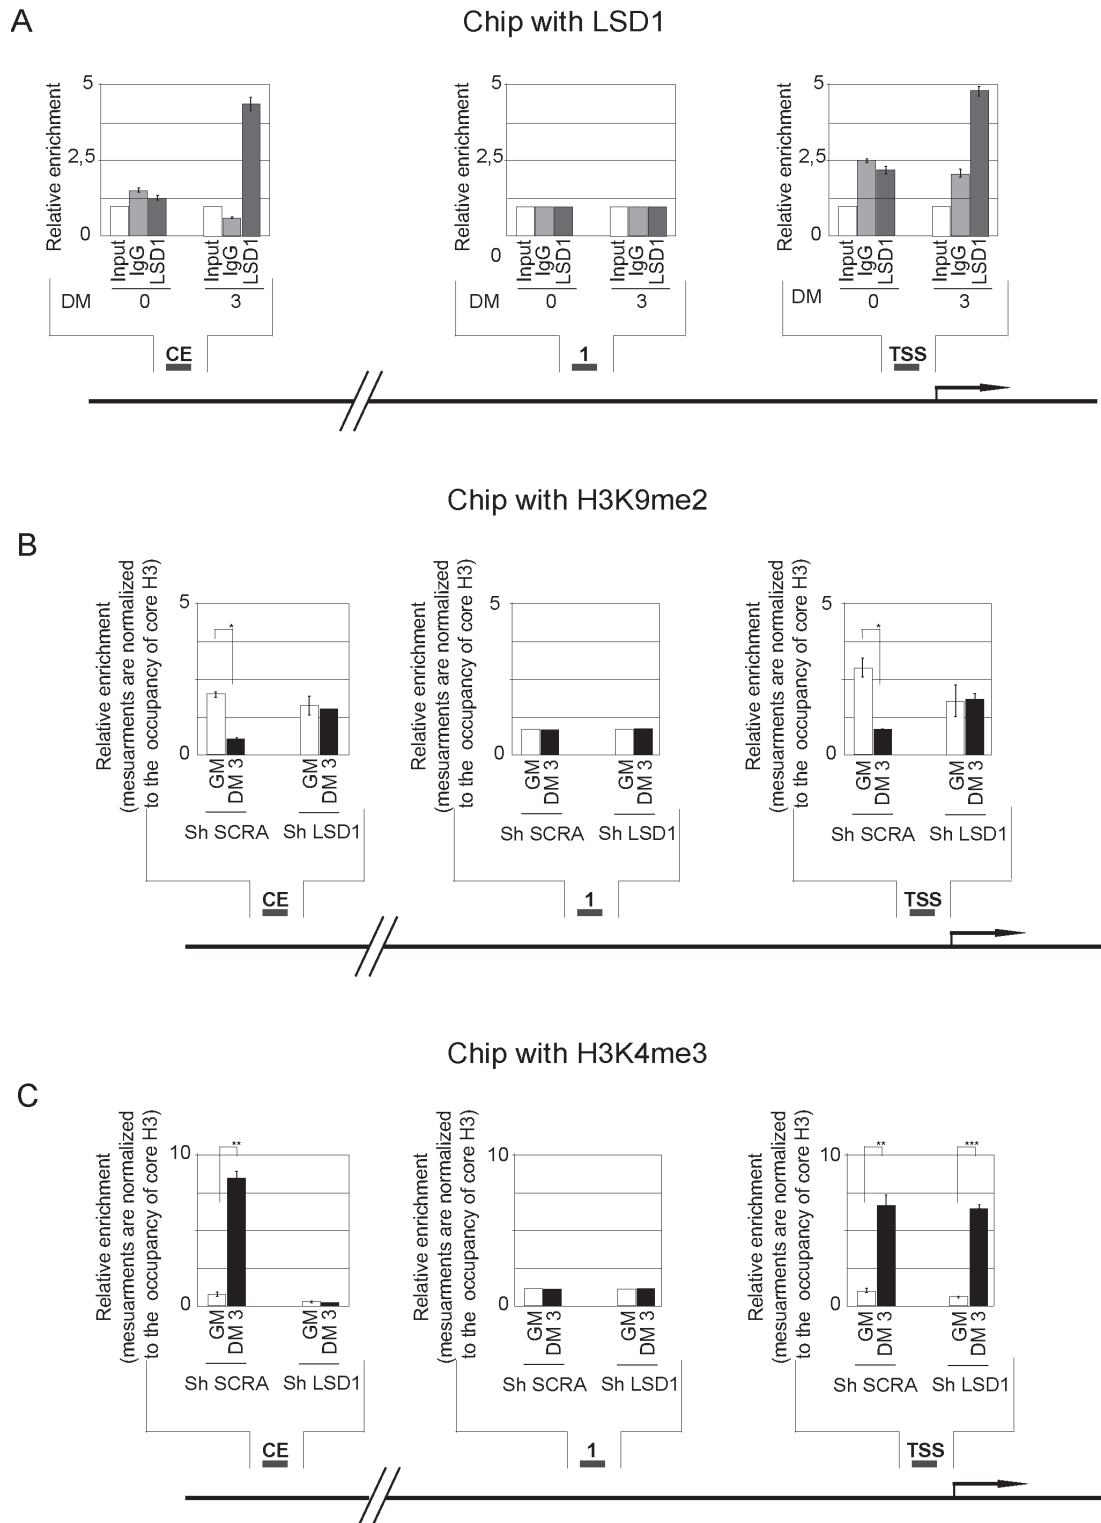 A
Chip with LSD1
Relative enrichment
5
2,5
0
Input
IgG
LSD1
Input
IgG
LSD1
DM
0
3
CE
Relative enrichment
5
2,5
0
Input
IgG
LSD1
Input
IgG
LSD1
DM
0
3
1
Relative enrichment
5
2,5
0
Input
IgG
LSD1
Input
IgG
LSD1
DM
0
3
TSS
Chip with H3K9me2
B
Relative enrichment
(mesuarments are normalized
to the occupancy of core H3)
5
0
*
GM
DM 3
GM
DM 3
Sh SCRA
Sh LSD1
CE
Relative enrichment
(mesuarments are normalized
to the occupancy of core H3)
5
0
GM
DM 3
GM
DM 3
Sh SCRA
Sh LSD1
1
Relative enrichment
(mesuarments are normalized
to the occupancy of core H3)
5
0
*
GM
DM 3
GM
DM 3
Sh SCRA
Sh LSD1
TSS
Chip with H3K4me3
C
Relative enrichment
(mesuarments are normalized
to the occupancy of core H3)
10
0
**
GM
DM 3
GM
DM 3
Sh SCRA
Sh LSD1
CE
Relative enrichment
(mesuarments are normalized
to the occupancy of core H3)
10
0
GM
DM 3
GM
DM 3
Sh SCRA
Sh LSD1
1
Relative enrichment
(mesuarments are normalized
to the occupancy of core H3)
10
0
**
***
GM
DM 3
GM
DM 3
Sh SCRA
Sh LSD1
TSS